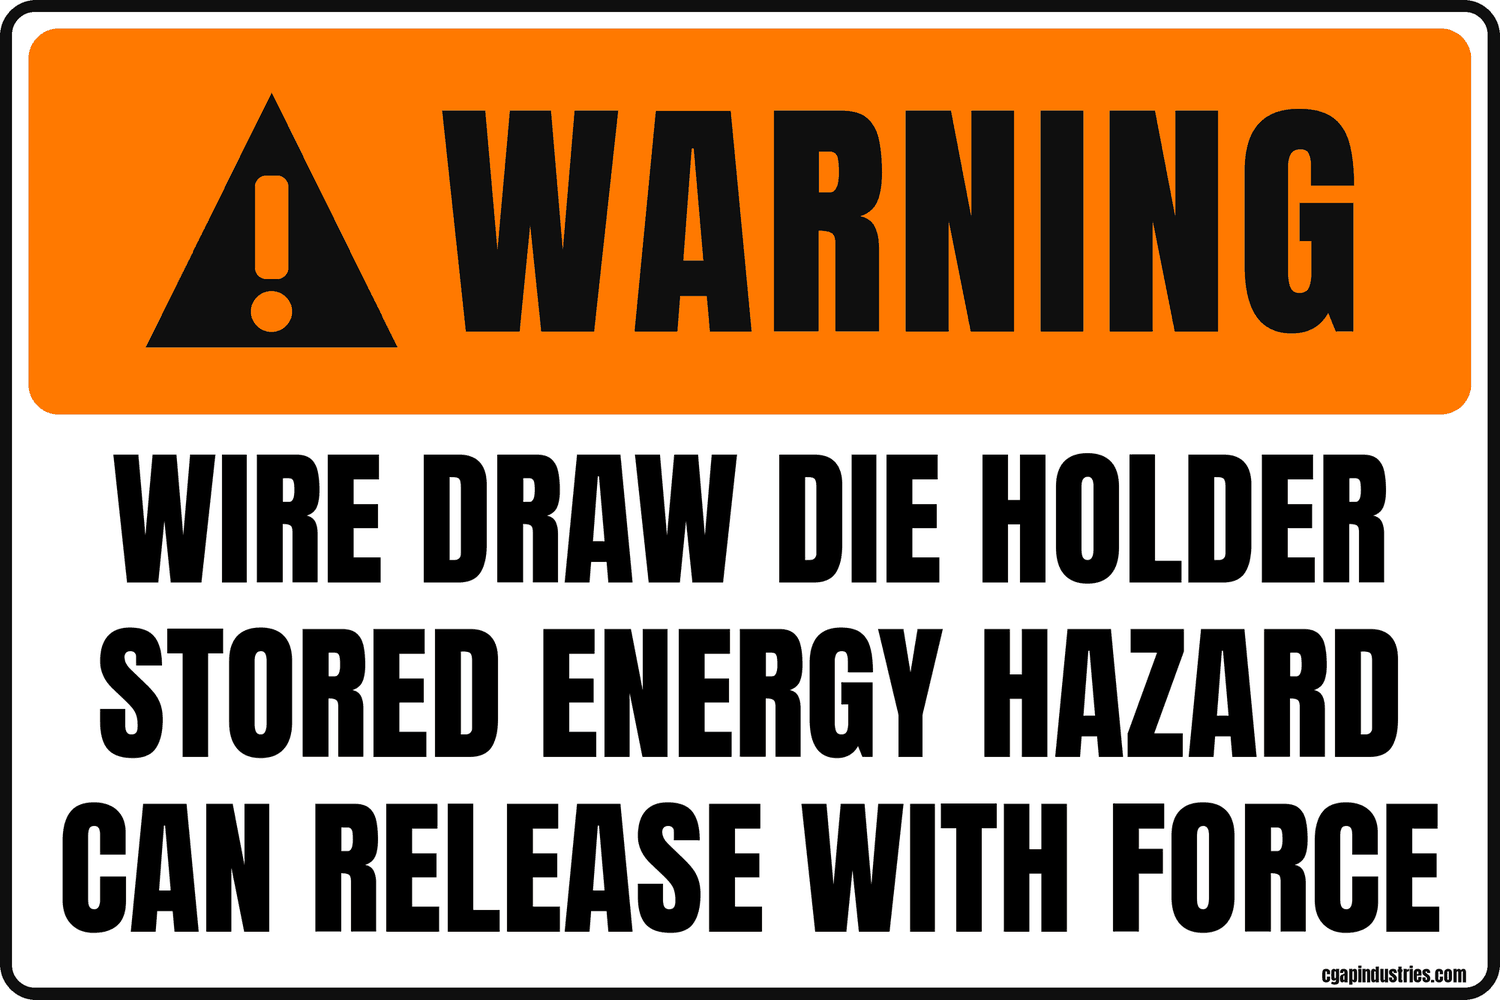 WARNING
WIRE DRAW DIE HOLDER
STORED ENERGY HAZARD
CAN RELEASE WITH FORCE
cgapindustries.com